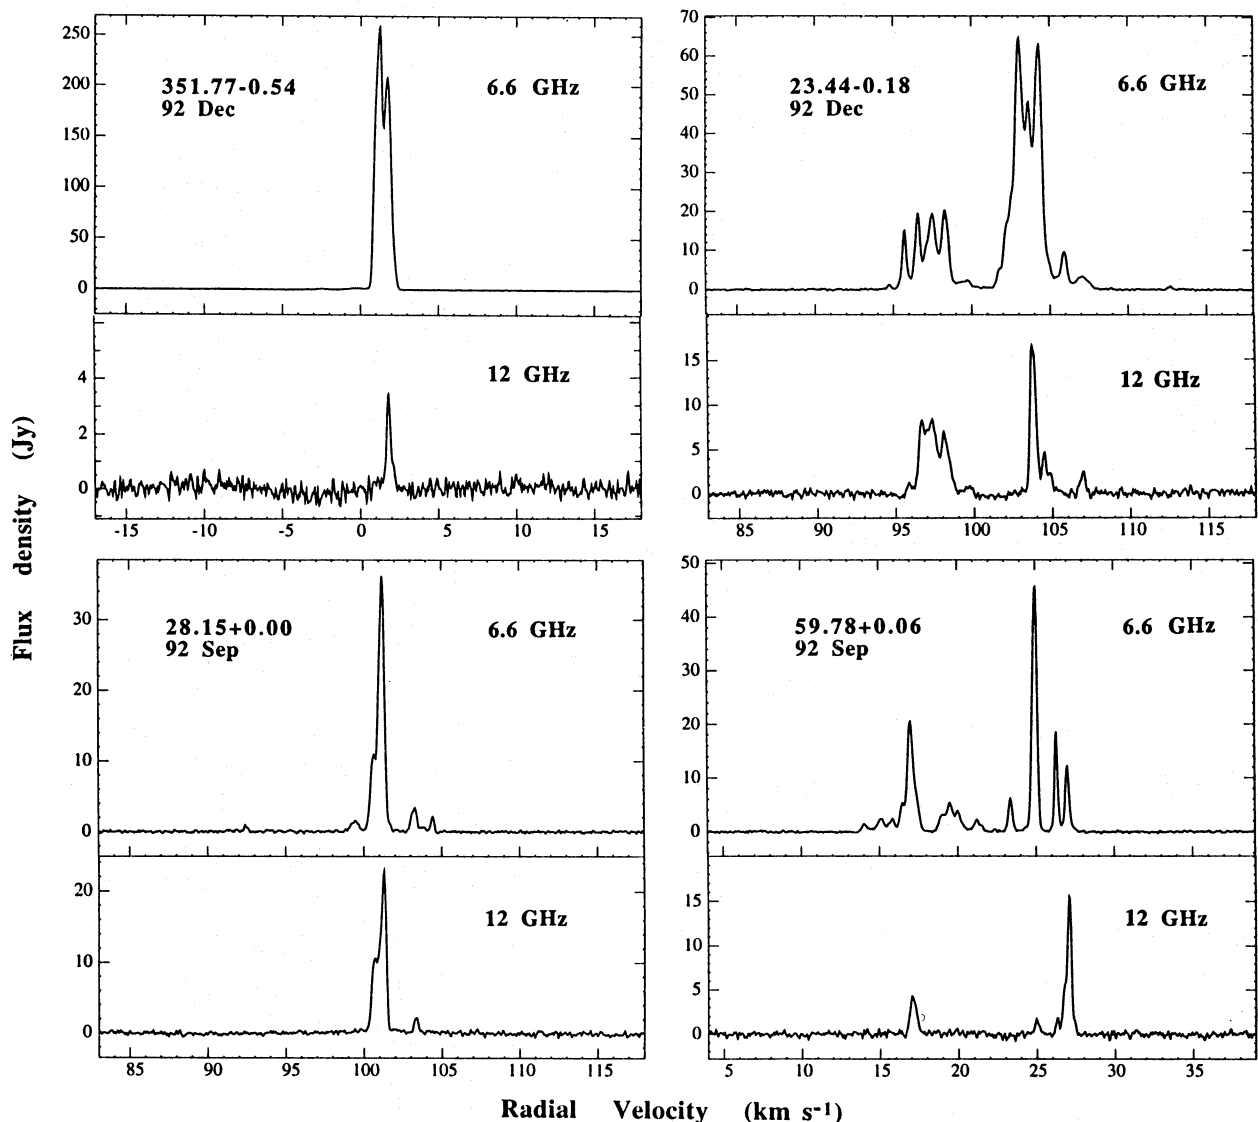 351.77-0.54
92 Dec
6.6 GHz
250
200
150
100
50
0
12 GHz
4
2
0
-15 -10 -5 0 5 10 15
23.44-0.18
92 Dec
6.6 GHz
70
60
50
40
30
20
10
0
12 GHz
15
10
5
0
85 90 95 100 105 110 115
28.15+0.00
92 Sep
6.6 GHz
30
20
10
0
12 GHz
20
10
0
85 90 95 100 105 110 115
59.78+0.06
92 Sep
6.6 GHz
50
40
30
20
10
0
12 GHz
15
10
5
0
5 10 15 20 25 30 35
Flux density (Jy)
Radial Velocity (km s-1)